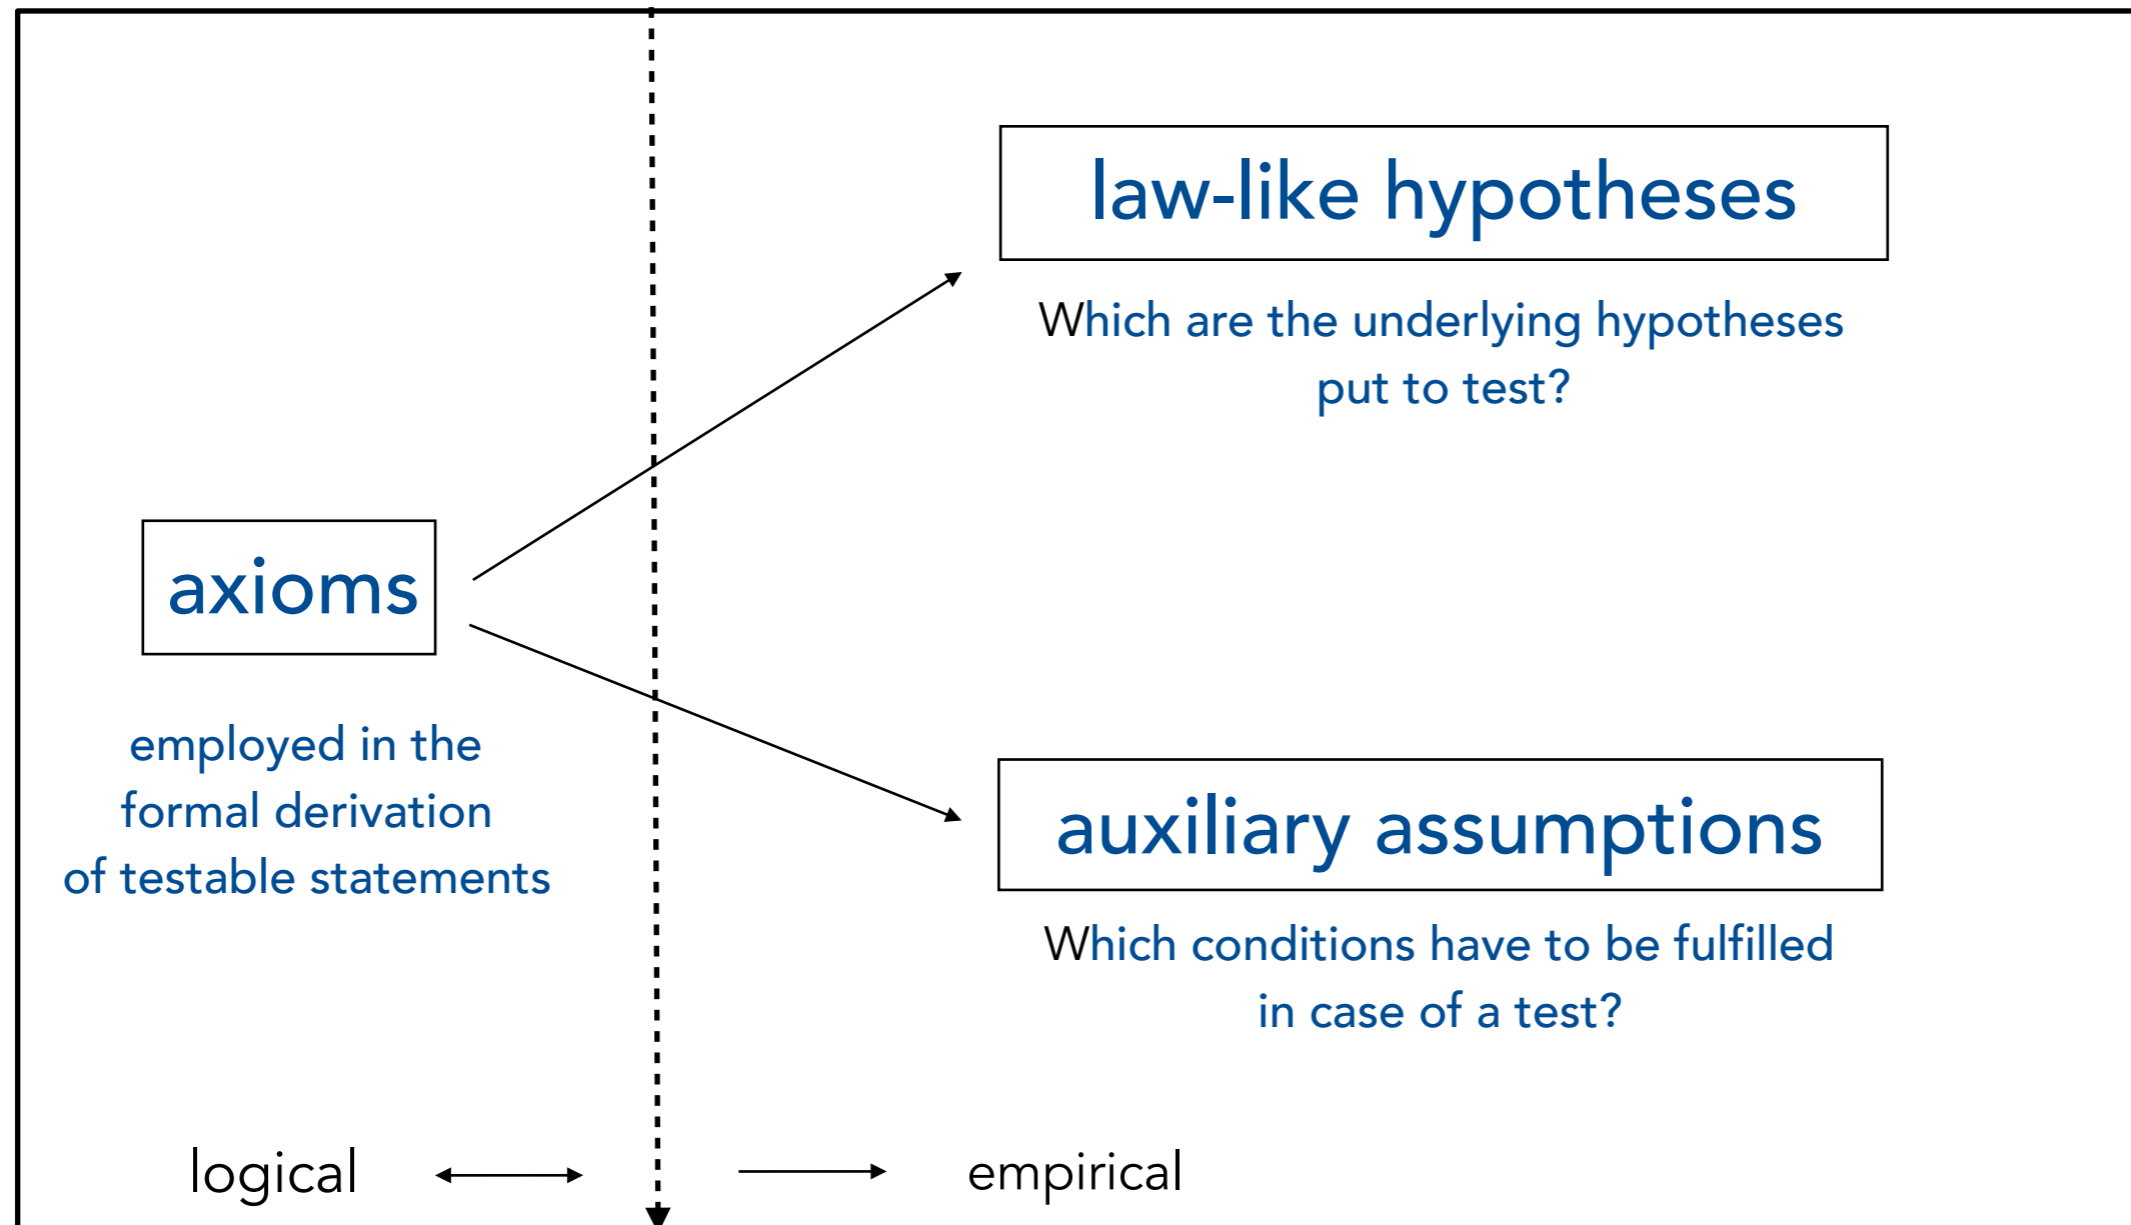 law-like hypotheses
Which are the underlying hypotheses
put to test?
axioms
employed in the
formal derivation
of testable statements
auxiliary assumptions
Which conditions have to be fulfilled
in case of a test?
logical
empirical